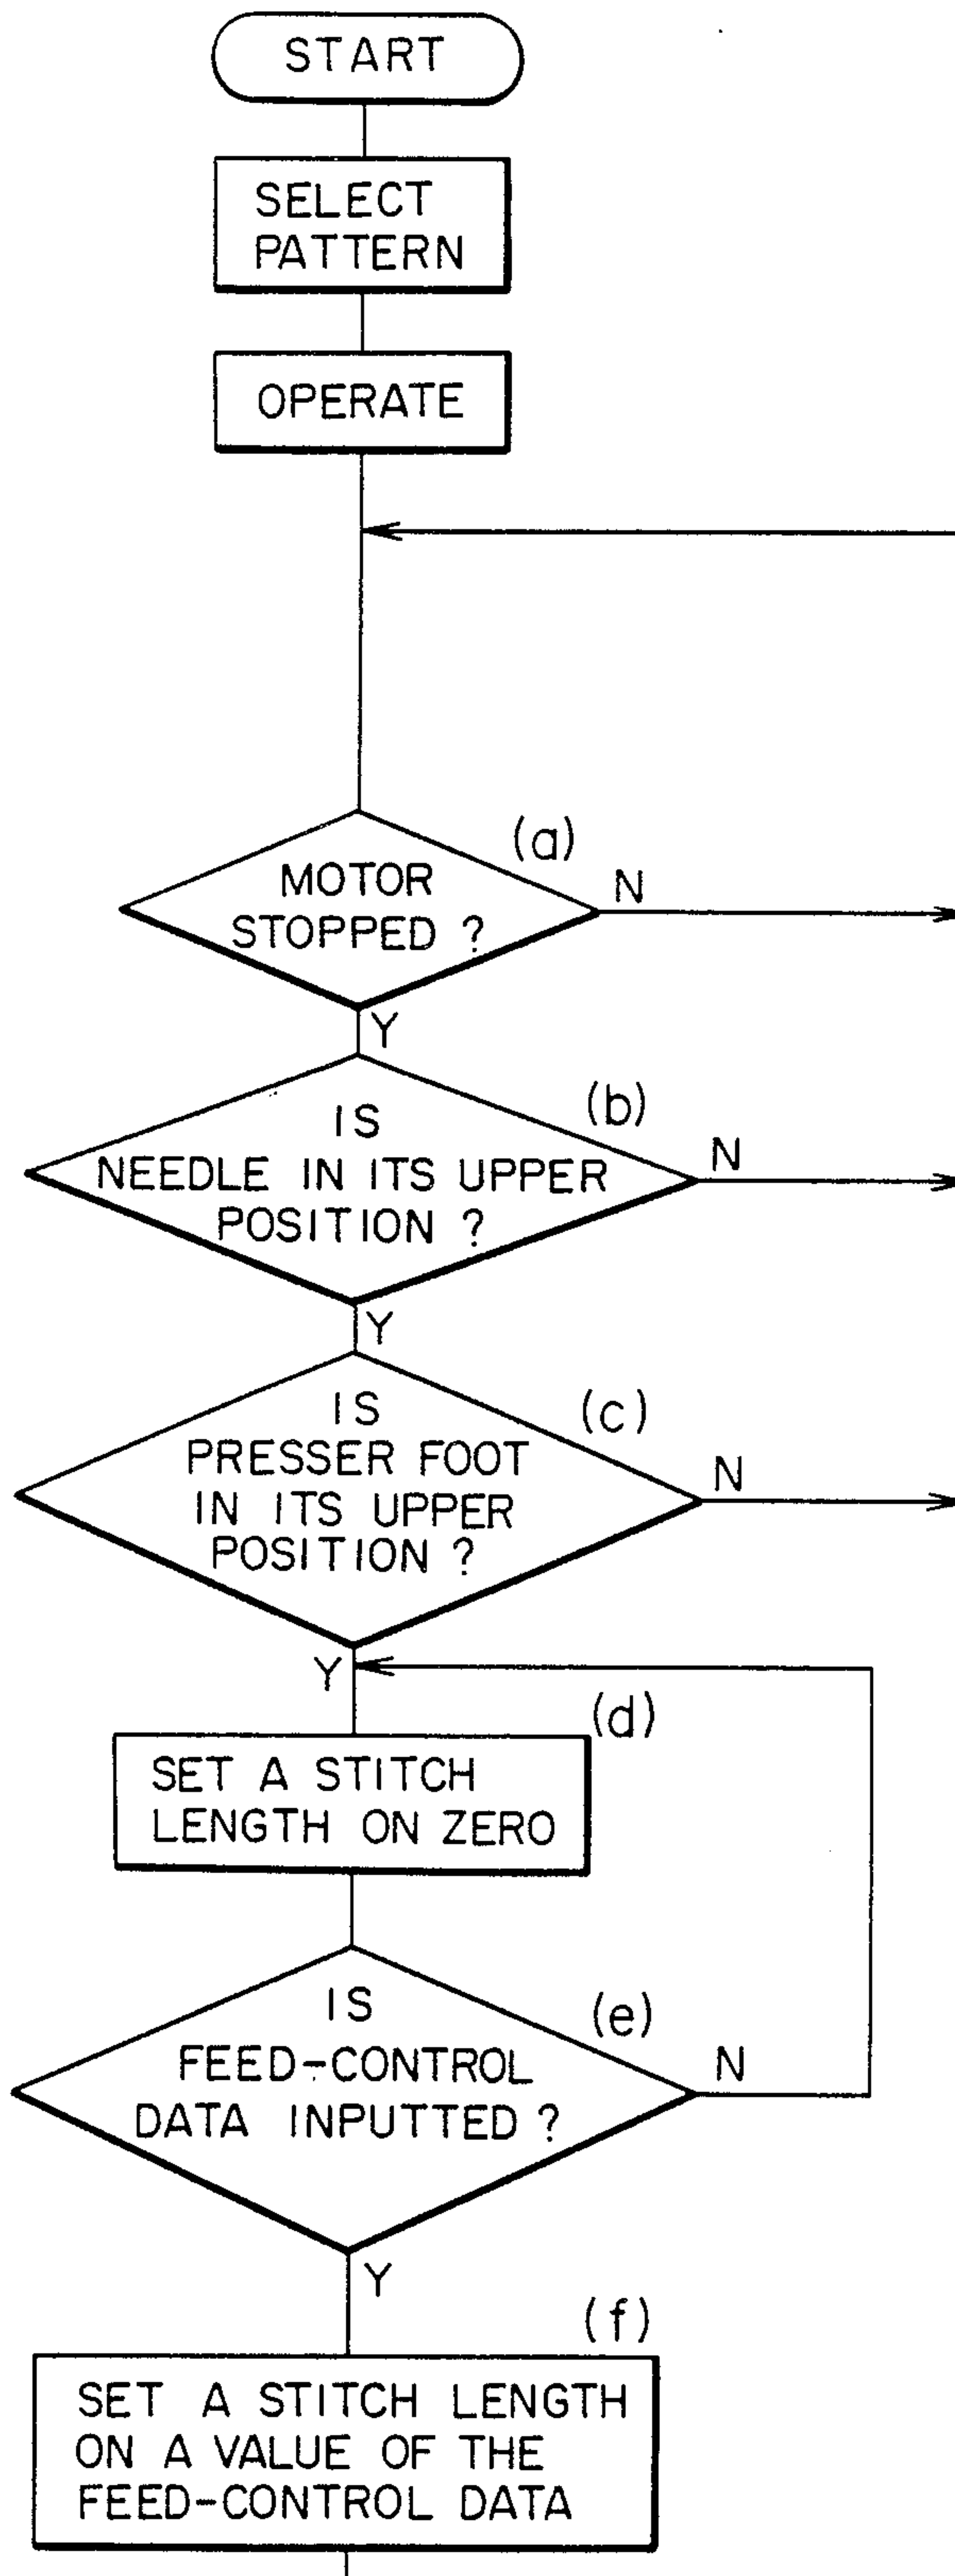 START
SELECT
PATTERN
OPERATE
(a)
MOTOR
STOPPED ?
N
Y
(b)
IS
NEEDLE IN ITS UPPER
POSITION ?
N
Y
(c)
IS
PRESSER FOOT
IN ITS UPPER
POSITION ?
N
Y
(d)
SET A STITCH
LENGTH ON ZERO
(e)
IS
FEED-CONTROL
DATA INPUTTED ?
N
Y
(f)
SET A STITCH LENGTH
ON A VALUE OF THE
FEED-CONTROL DATA